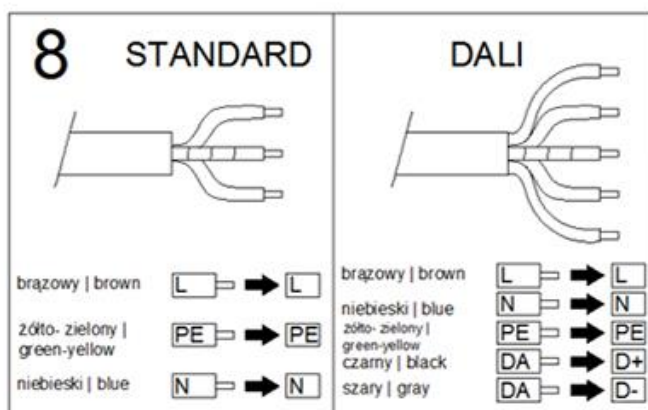 8 STANDARD
brązowy | brown L L
żółto- zielony |
green-yellow PE PE
niebieski | blue N N
DALI
brązowy | brown L L
niebieski | blue N N
żółto- zielony |
green-yellow PE PE
czarny | black DA D+
szary | gray DA D-